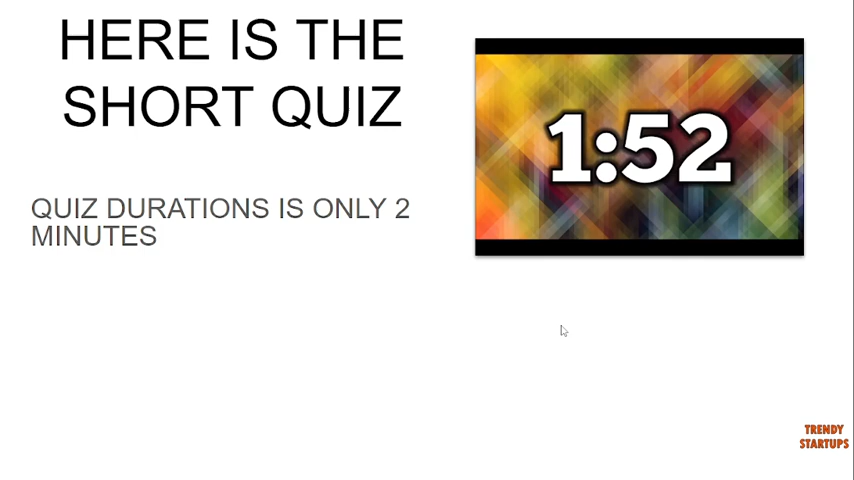 HERE IS THE
SHORT QUIZ
1:52
QUIZ DURATIONS IS ONLY 2
MINUTES
TRENDY
STARTUPS